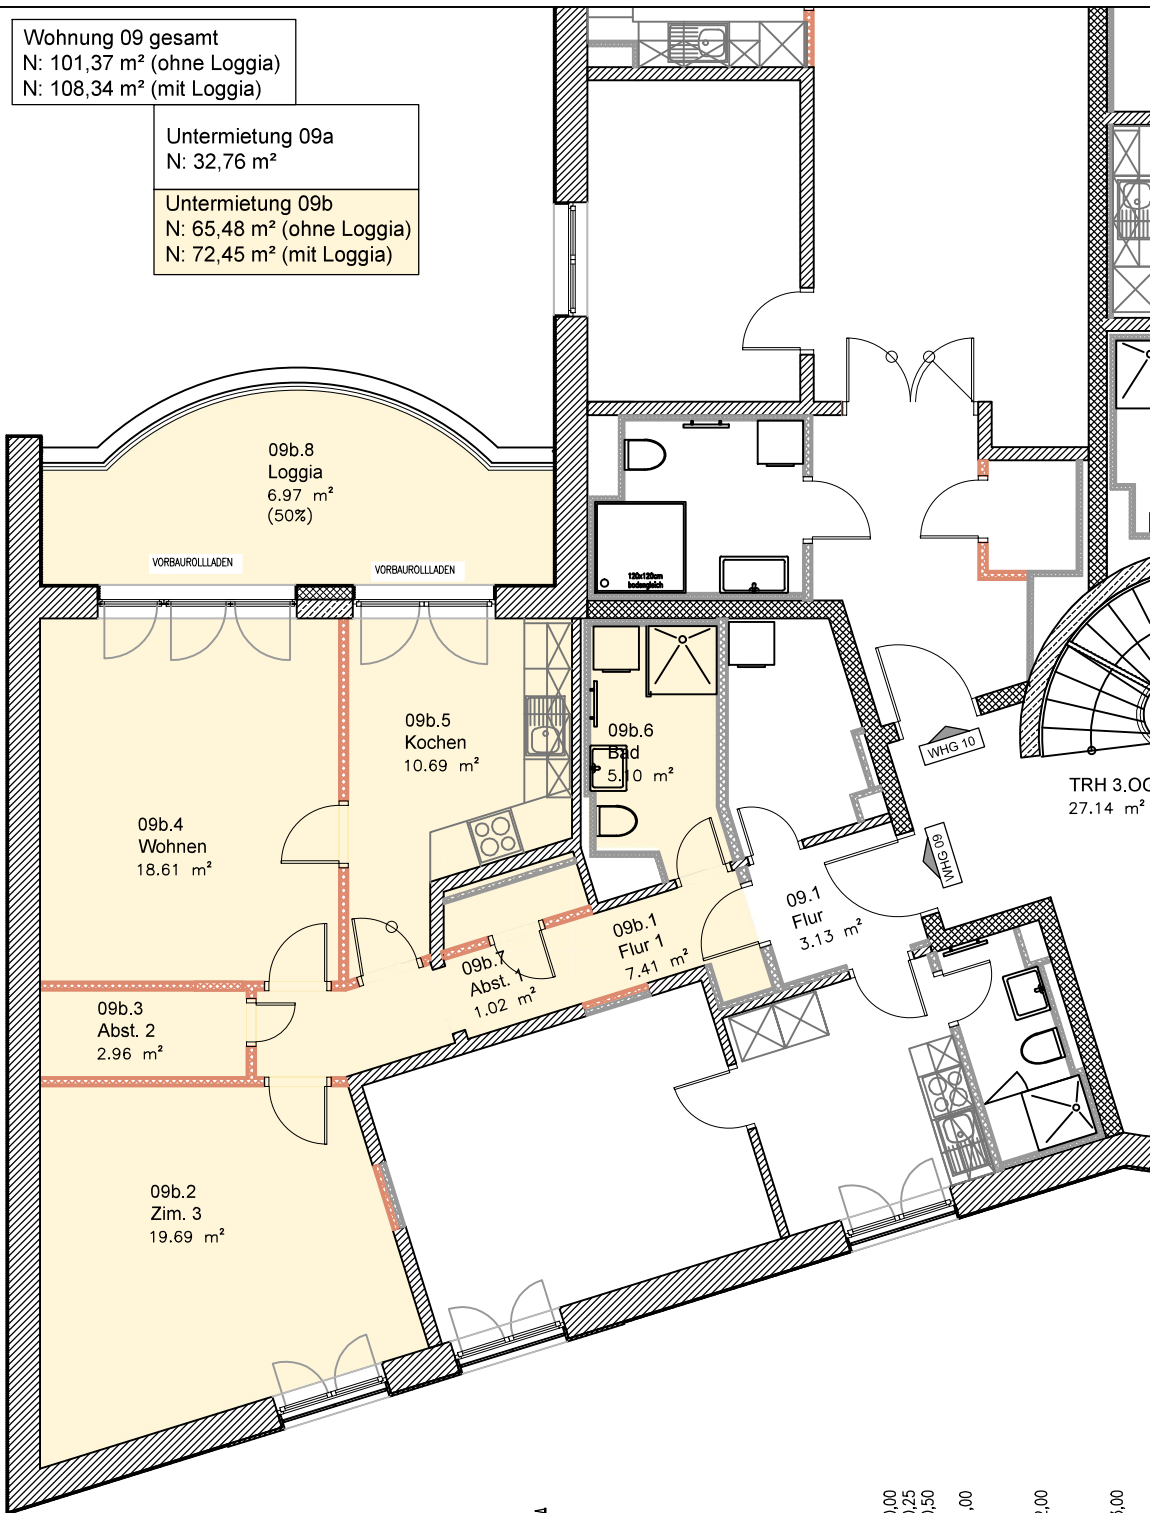 Wohnung 09 gesamt
N: 101,37 m² (ohne Loggia)
N: 108,34 m² (mit Loggia)
Untermietung 09a
N: 32,76 m²
Untermietung 09b
N: 65,48 m² (ohne Loggia)
N: 72,45 m² (mit Loggia)
09b.8
Loggia
6.97 m²
(50%)
VORBAUROLLLADEN
VORBAUROLLLADEN
120x120cm
bodengleich
09b.5
Kochen
10.69 m²
09b.6
Bad
5.10 m²
WHG 10
TRH 3.OG
27.14 m²
09b.4
Wohnen
18.61 m²
WHG 09
09.1
Flur
3.13 m²
09b.1
Flur 1
7.41 m²
09b.7
Abst. 1
1.02 m²
09b.3
Abst. 2
2.96 m²
09b.2
Zim. 3
19.69 m²